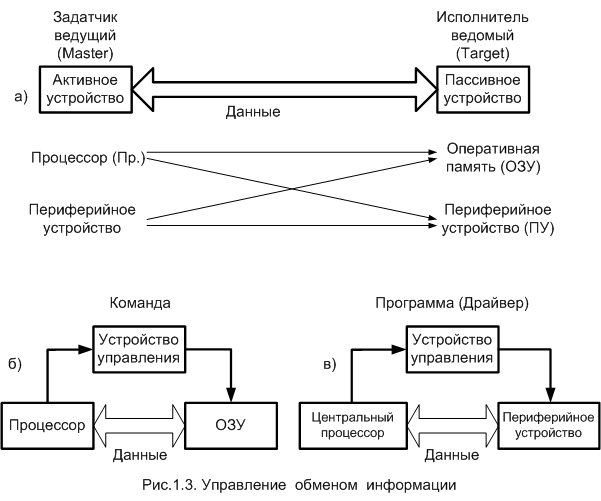 Задатчик
ведущий
(Master)
Исполнитель
ведомый
(Target)
а)
Активное
устройство
Данные
Пассивное
устройство
Процессор (Пр.)
Оперативная
память (ОЗУ)
Периферийное
устройство
Периферийное
устройство (ПУ)
Команда
б)
Устройство
управления
Процессор
ОЗУ
Данные
Программа (Драйвер)
в)
Устройство
управления
Центральный
процессор
Периферийное
устройство
Данные
Рис.1.3. Управление обменом информации